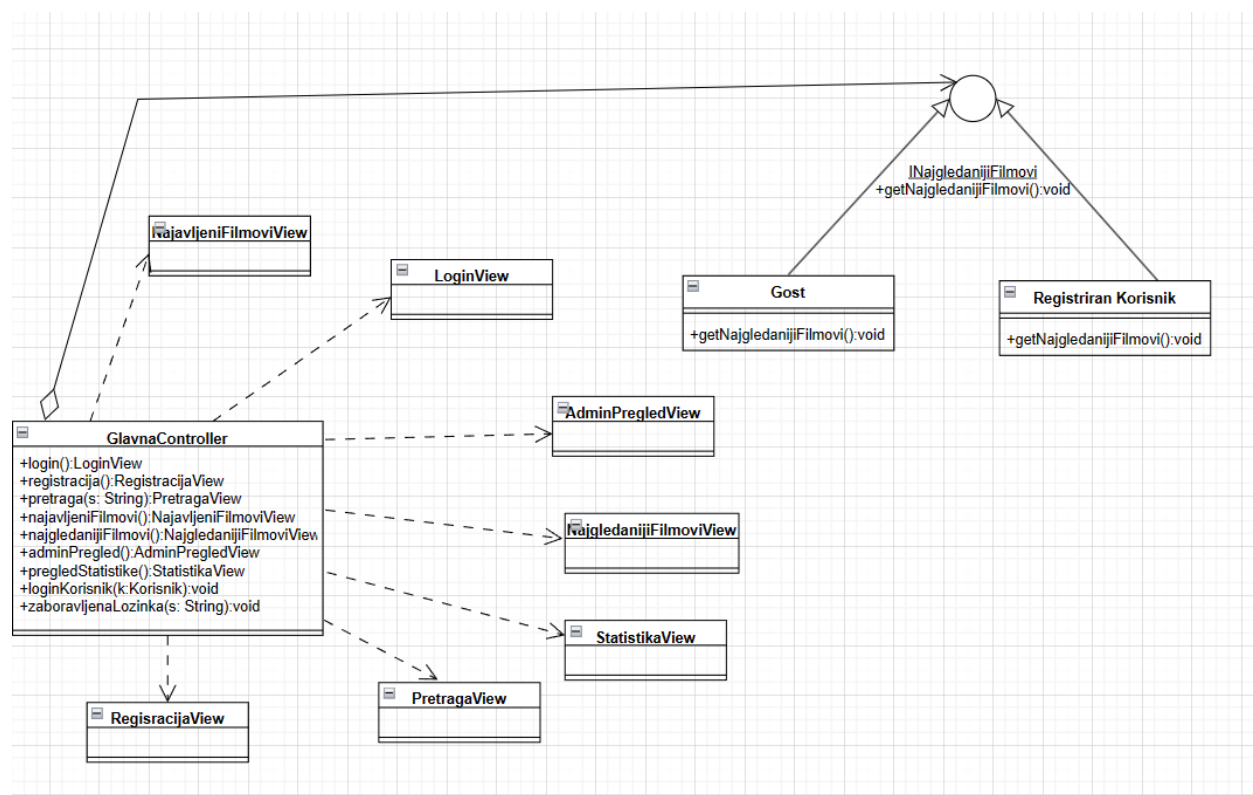 INajgledanijiFilmovi
+getNajgledanijiFilmovi():void
NajavljeniFilmoviView
LoginView
Gost
+getNajgledanijiFilmovi():void
Registriran Korisnik
+getNajgledanijiFilmovi():void
AdminPregledView
GlavnaController
+login():LoginView
+registracija():RegistracijaView
+pretraga(s: String):PretragaView
+najavljeniFilmovi():NajavljeniFilmoviView
+najgledanijiFilmovi():NajgledanijiFilmoviView
+adminPregled():AdminPregledView
+pregledStatistike():StatistikaView
+loginKorisnik(k:Korisnik):void
+zaboravljenaLozinka(s: String):void
NajgledanijiFilmoviView
StatistikaView
PretragaView
RegisracijaView